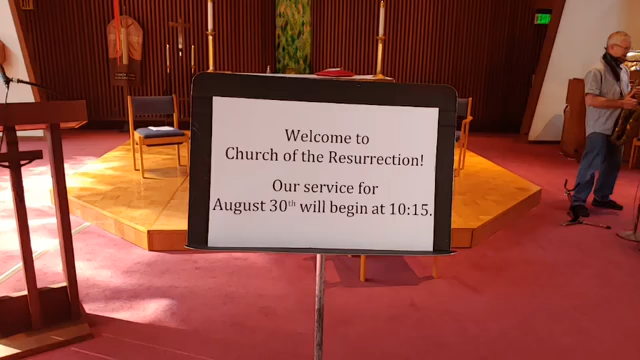 Welcome to
Church of the Resurrection!
Our service for
August 30th will begin at 10:15.